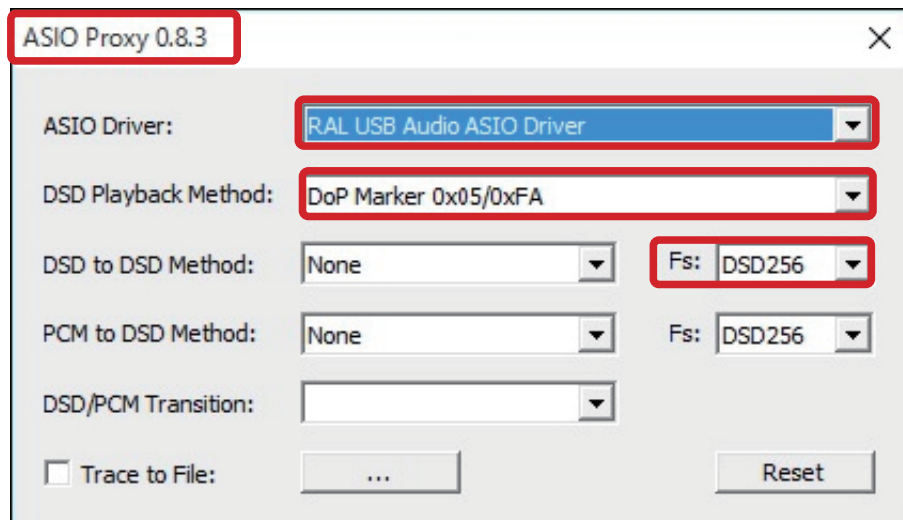 ASIO Proxy 0.8.3
ASIO Driver: RAL USB Audio ASIO Driver
DSD Playback Method: DoP Marker 0x05/0xFA
DSD to DSD Method: None Fs: DSD256
PCM to DSD Method: None Fs: DSD256
DSD/PCM Transition:
Trace to File: ... Reset